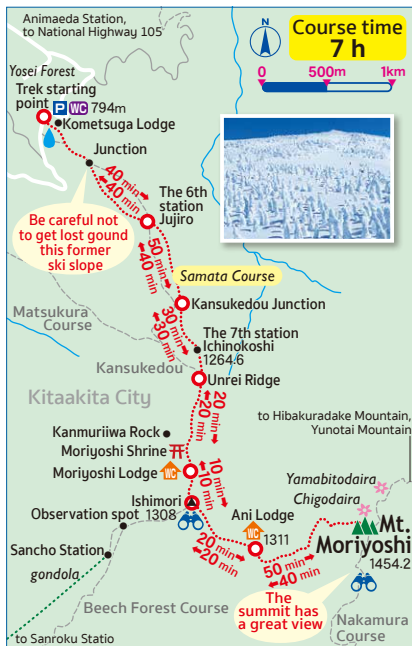 Animaeda Station,
to National Highway 105
N
Course time
7 h
0 500m 1km
Yosei Forest
Trek starting
point P WC 794m
Kometsuga Lodge
Junction
40 min
40 min
The 6th
station
Jujiro
Be careful not
to get lost gound
this former
ski slope
50 min
40 min
Samata Course
Kansukedou Junction
Matsukura
Course
30 min
30 min
The 7th station
Ichinokoshi
1264.6
Kansukedou
Unrei Ridge
Kitaakita City
20 min
20 min
to Hibakuradake Mountain,
Yunotai Mountain
Kanmuriiwa Rock
Moriyoshi Shrine
WC
Moriyoshi Lodge
10 min
10 min
Yamabitodaira
Chigodaira
Ishimori
1308
Observation spot
WC
Ani Lodge
1311
Mt.
Moriyoshi
1454.2
20 min
20 min
50 min
40 min
Sancho Station
gondola
Beech Forest Course
The
summit has
a great view
Nakamura
Course
to Sanroku Statio